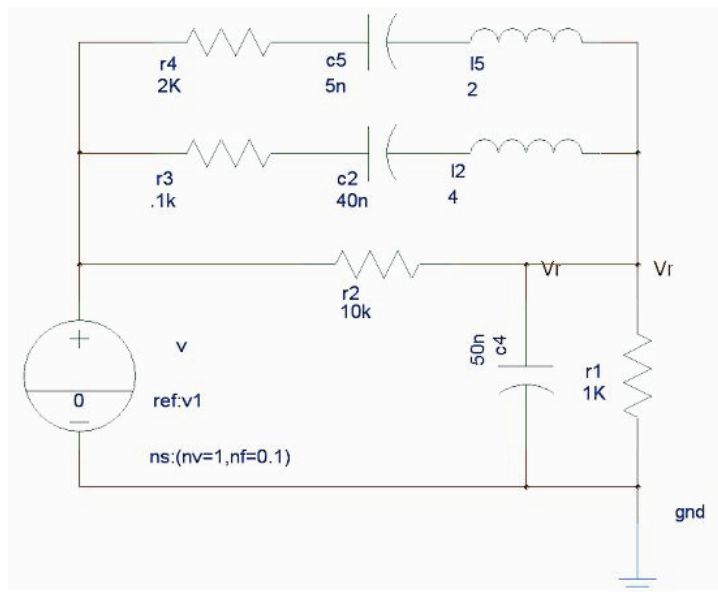 r4
2K
c5
5n
l5
2
r3
.1k
c2
40n
l2
4
r2
10k
Vr
Vr
50n
c4
r1
1K
+
v
0
ref:v1
ns:(nv=1,nf=0.1)
gnd